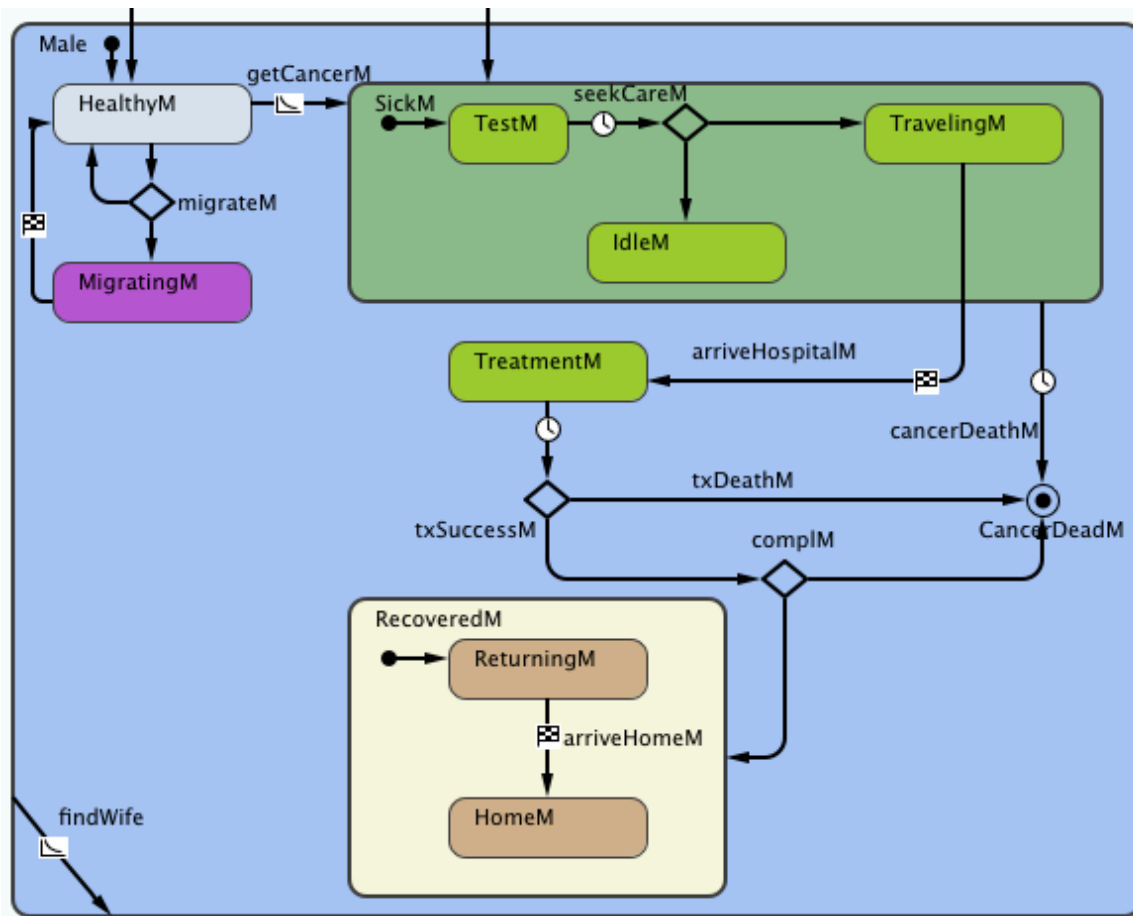 Male
getCancerM
HealthyM
SickM
seekCareM
TestM
TravelingM
migrateM
IdleM
MigratingM
arriveHospitalM
TreatmentM
cancerDeathM
txDeathM
txSuccessM
complM
CancerDeadM
RecoveredM
ReturningM
arriveHomeM
findWife
HomeM